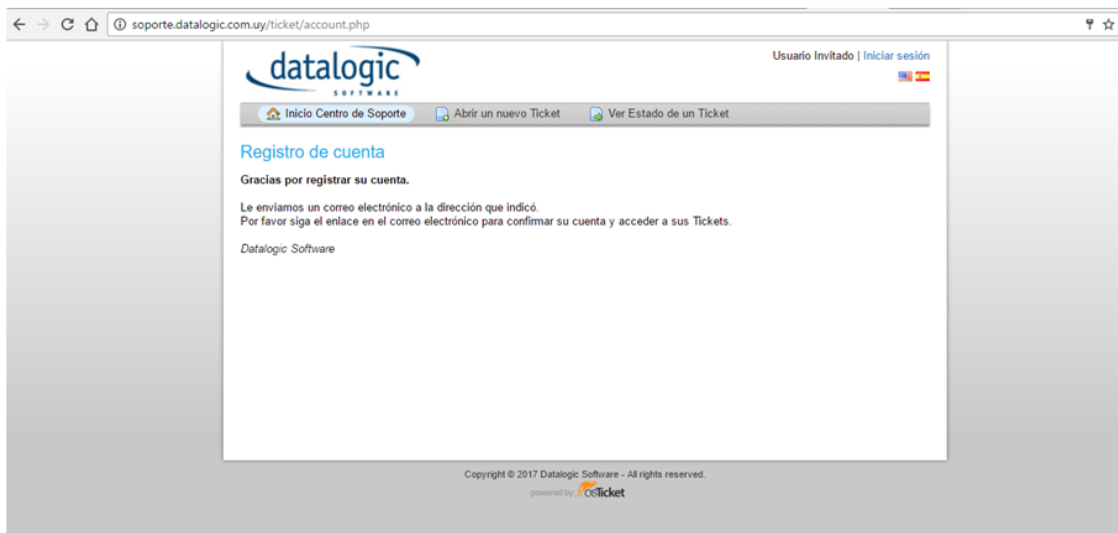 soporte.datalogic.com.uy/ticket/account.php
datalogic
SOFTWARE
Usuario Invitado | Iniciar sesión
Inicio Centro de Soporte
Abrir un nuevo Ticket
Ver Estado de un Ticket
Registro de cuenta
Gracias por registrar su cuenta.
Le enviamos un correo electrónico a la dirección que indicó.
Por favor siga el enlace en el correo electrónico para confirmar su cuenta y acceder a sus Tickets.
Datalogic Software
Copyright © 2017 Datalogic Software - All rights reserved.
powered by osTicket